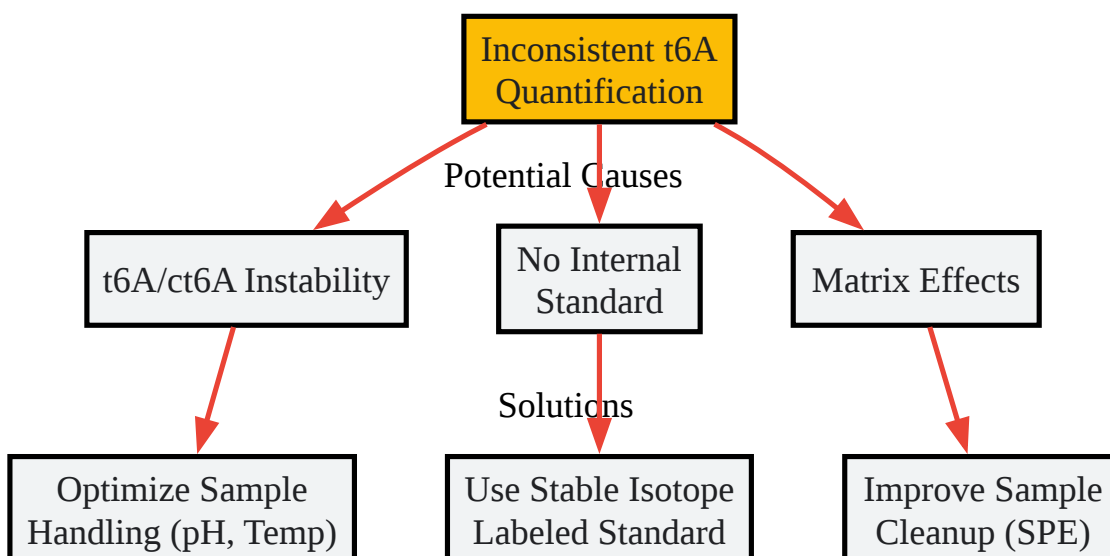 Inconsistent t6A
Quantification
Potential Causes
t6A/ct6A Instability
No Internal
Standard
Matrix Effects
Solutions
Optimize Sample
Handling (pH, Temp)
Use Stable Isotope
Labeled Standard
Improve Sample
Cleanup (SPE)